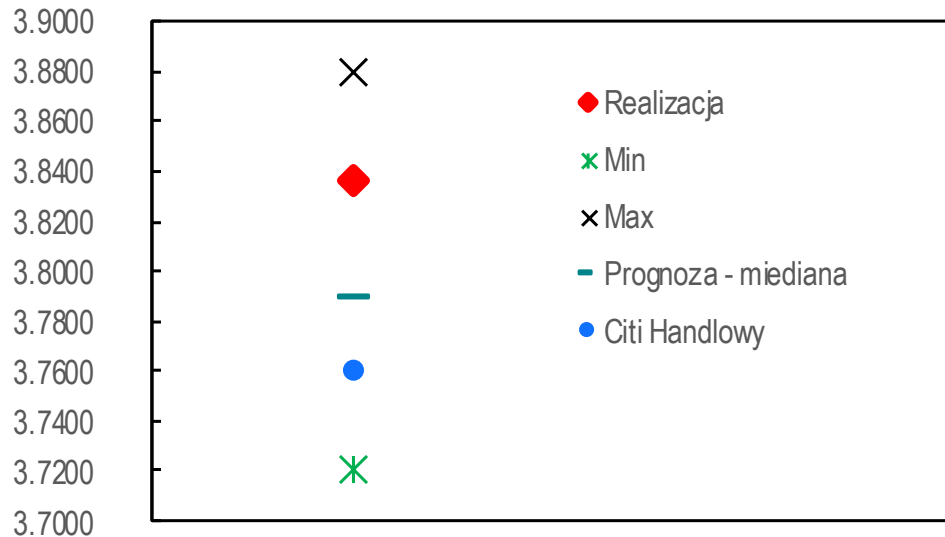 3.9000
3.8800
3.8600
3.8400
3.8200
3.8000
3.7800
3.7600
3.7400
3.7200
3.7000
Realizacja
Min
Max
Prognoza - miediana
Citi Handlowy